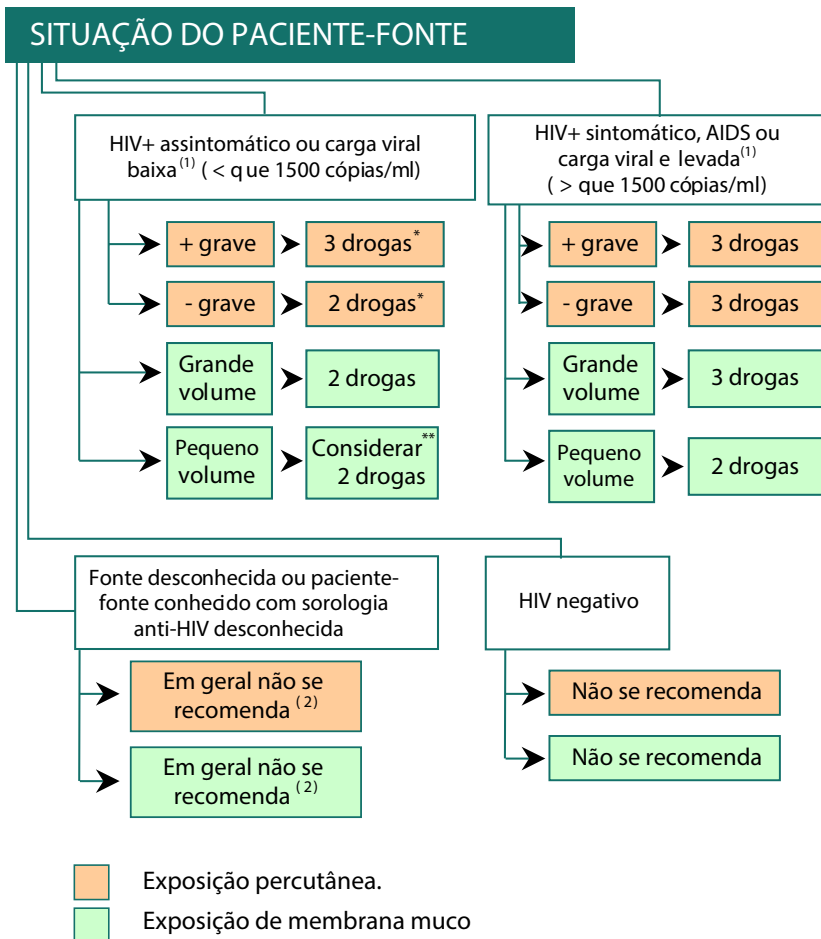 SITUAÇÃO DO PACIENTE-FONTE
HIV+ assintomático ou carga viral
baixa(1) ( < que 1500 cópias/ml)
+ grave
3 drogas*
- grave
2 drogas*
Grande
volume
2 drogas
Pequeno
volume
Considerar**
2 drogas
HIV+ sintomático, AIDS ou
carga viral e levada(1)
( > que 1500 cópias/ml)
+ grave
3 drogas
- grave
3 drogas
Grande
volume
3 drogas
Pequeno
volume
2 drogas
Fonte desconhecida ou paciente-
fonte conhecido com sorologia
anti-HIV desconhecida
Em geral não se
recomenda (2)
Em geral não se
recomenda (2)
HIV negativo
Não se recomenda
Não se recomenda
Exposição percutânea.
Exposição de membrana muco